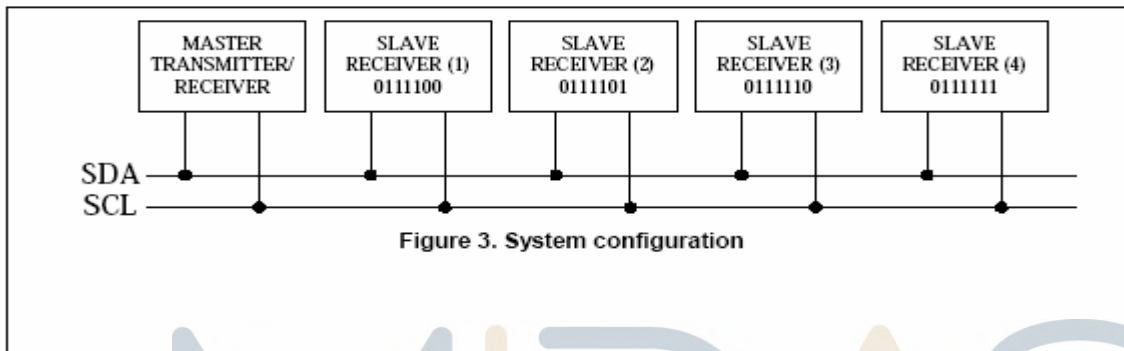 MASTER
TRANSMITTER/
RECEIVER
SLAVE
RECEIVER (1)
0111100
SLAVE
RECEIVER (2)
0111101
SLAVE
RECEIVER (3)
0111110
SLAVE
RECEIVER (4)
0111111
SDA
SCL
Figure 3. System configuration